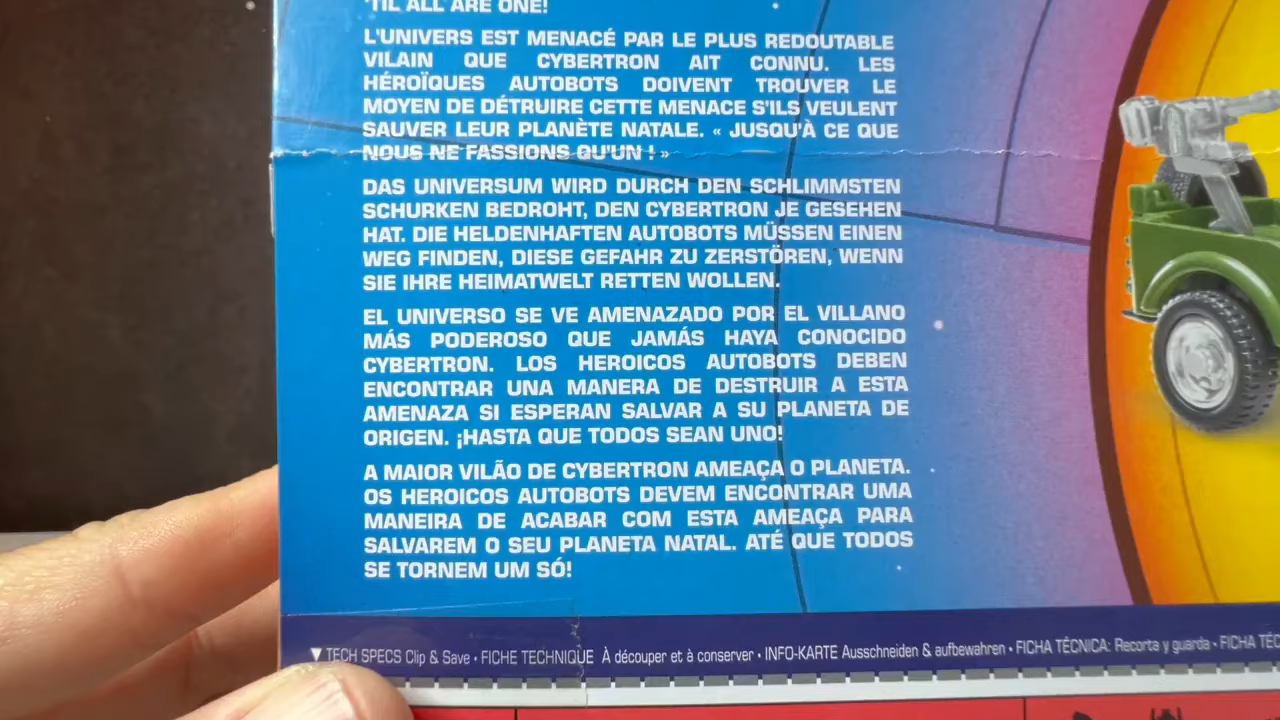 'TIL ALL ARE ONE!
L'UNIVERS EST MENACÉ PAR LE PLUS REDOUTABLE
VILAIN QUE CYBERTRON AIT CONNU. LES
HÉROÏQUES AUTOBOTS DOIVENT TROUVER LE
MOYEN DE DÉTRUIRE CETTE MENACE S'ILS VEULENT
SAUVER LEUR PLANÈTE NATALE. « JUSQU'À CE QUE
NOUS NE FASSIONS QU'UN ! »
DAS UNIVERSUM WIRD DURCH DEN SCHLIMMSTEN
SCHURKEN BEDROHT, DEN CYBERTRON JE GESEHEN
HAT. DIE HELDENHAFTEN AUTOBOTS MÜSSEN EINEN
WEG FINDEN, DIESE GEFAHR ZU ZERSTÖREN, WENN
SIE IHRE HEIMATWELT RETTEN WOLLEN.
EL UNIVERSO SE VE AMENAZADO POR EL VILLANO
MÁS PODEROSO QUE JAMÁS HAYA CONOCIDO
CYBERTRON. LOS HEROICOS AUTOBOTS DEBEN
ENCONTRAR UNA MANERA DE DESTRUIR A ESTA
AMENAZA SI ESPERAN SALVAR A SU PLANETA DE
ORIGEN. ¡HASTA QUE TODOS SEAN UNO!
A MAIOR VILÃO DE CYBERTRON AMEAÇA O PLANETA.
OS HEROICOS AUTOBOTS DEVEM ENCONTRAR UMA
MANEIRA DE ACABAR COM ESTA AMEAÇA PARA
SALVAREM O SEU PLANETA NATAL. ATÉ QUE TODOS
SE TORNEM UM SÓ!
▼ TECH SPECS Clip & Save • FICHE TECHNIQUE À découper et à conserver • INFO-KARTE Ausschneiden & aufbewahren • FICHA TÉCNICA: Recorta y guarda • FICHA